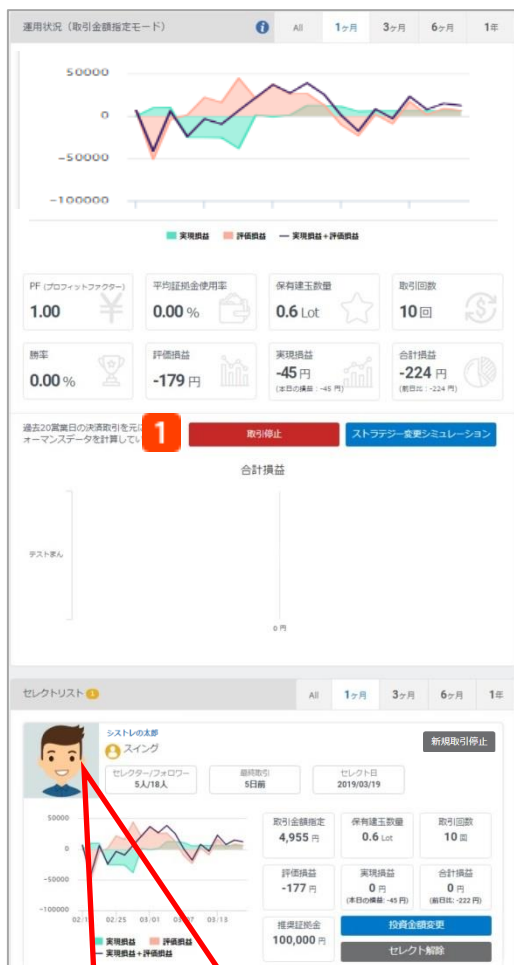 運用状況（取引金額指定モード）
All 1ヶ月 3ヶ月 6ヶ月 1年
50000
0
-50000
-100000
実現損益 評価損益 実現損益+評価損益
PF (プロフィットファクター) 平均証拠金使用率 保有建玉数量 取引回数
1.00 0.00 % 0.6 Lot 10 回
勝率 評価損益 実現損益 合計損益
0.00 % -179 円 -45 円 -224 円
(本日の損益 : -45 円) (前日比 : -224 円)
過去20営業日の決済取引を元に
オーマンスデータを計算してい
1
取引停止 ストラテジー変更シミュレーション
合計損益
テストまん
0 円
セレクトリスト 1
All 1ヶ月 3ヶ月 6ヶ月 1年
シストレの太郎
スイング
新規取引停止
セレクター/フォロワー 最終取引 セレクト日
5人/18人 5日前 2019/03/19
50000
0
-50000
-100000
02/25 03/01 03/07 03/13
実現損益 評価損益
実現損益+評価損益
取引金額指定 保有建玉数量 取引回数
4,955 円 0.6 Lot 10 回
評価損益 実現損益 合計損益
-177 円 0 円 0 円
(本日の損益: -45 円) (前日比: -222 円)
推奨証拠金
100,000 円
投資金額変更
セレクト解除